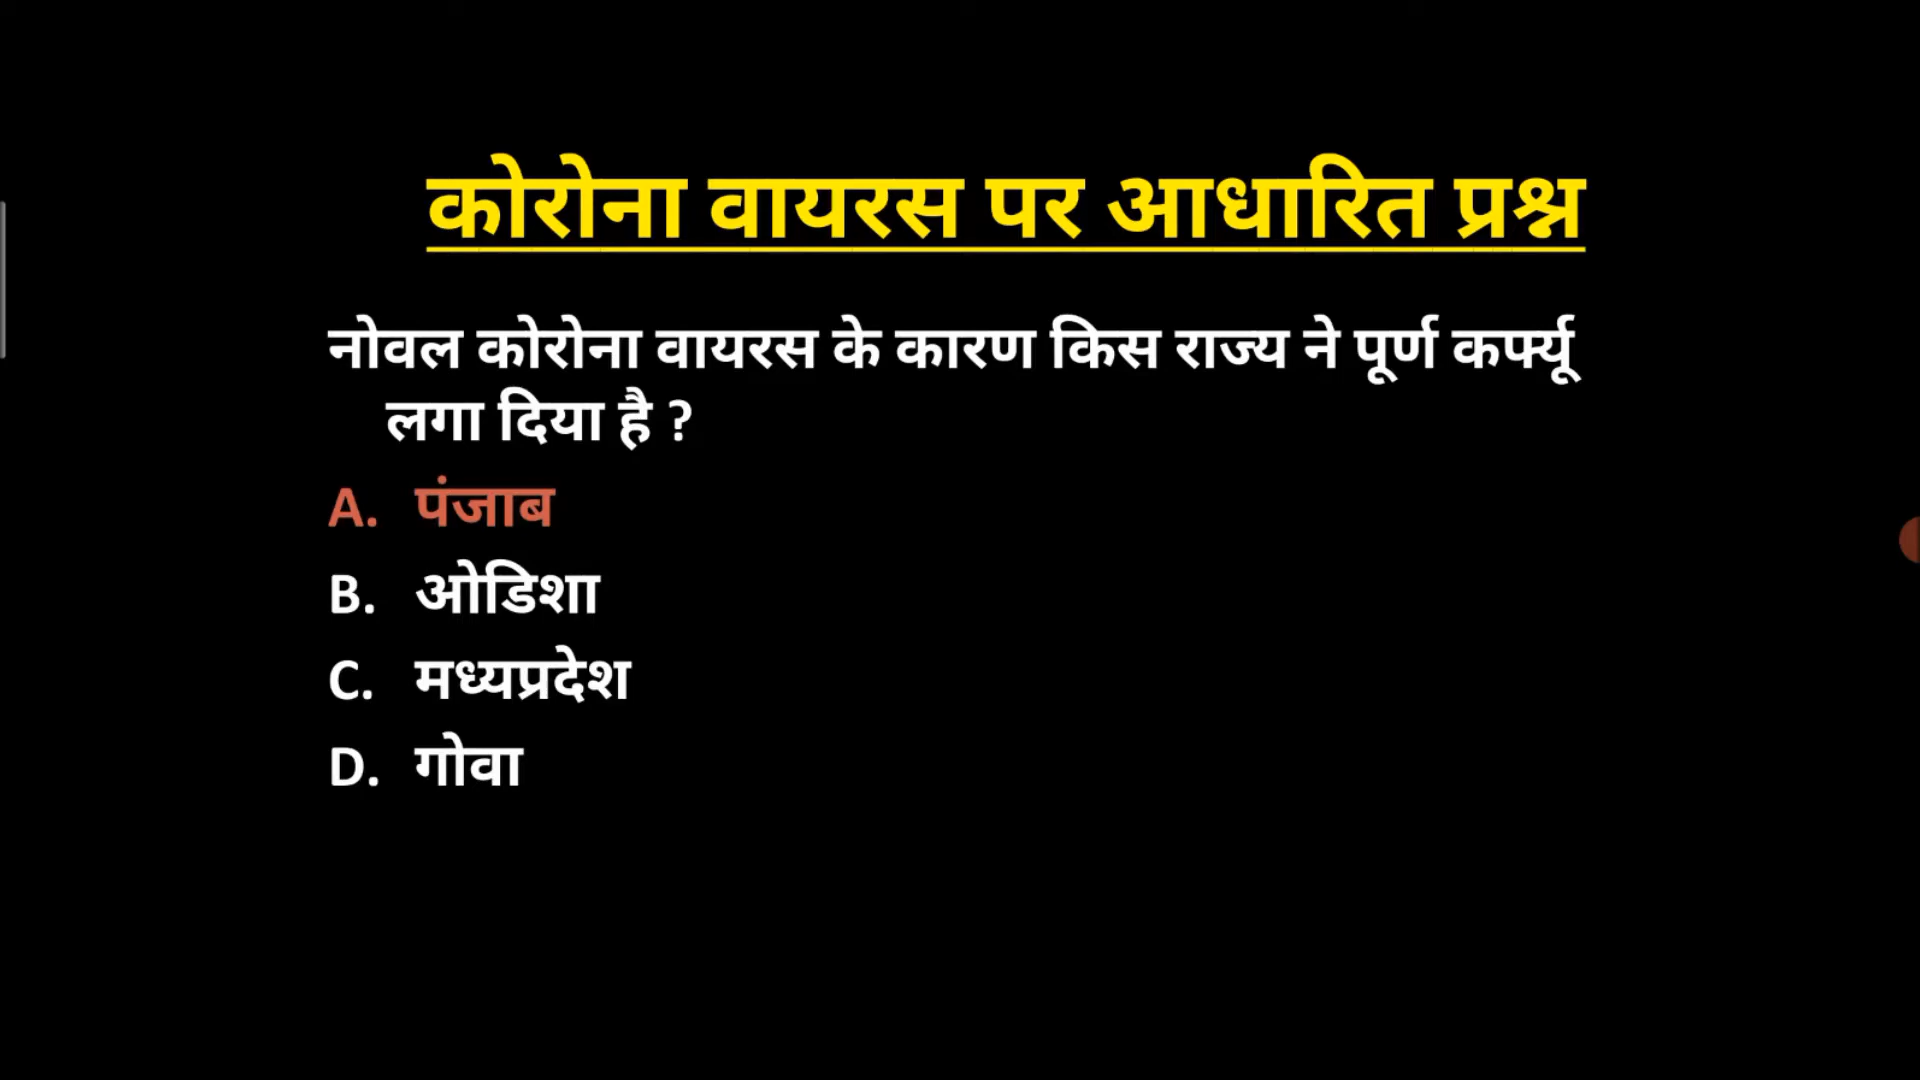 कोरोना वायरस पर आधारित प्रश्न
नोवल कोरोना वायरस के कारण किस राज्य ने पूर्ण कर्फ्यू
लगा दिया है ?
A. पंजाब
B. ओडिशा
C. मध्यप्रदेश
D. गोवा